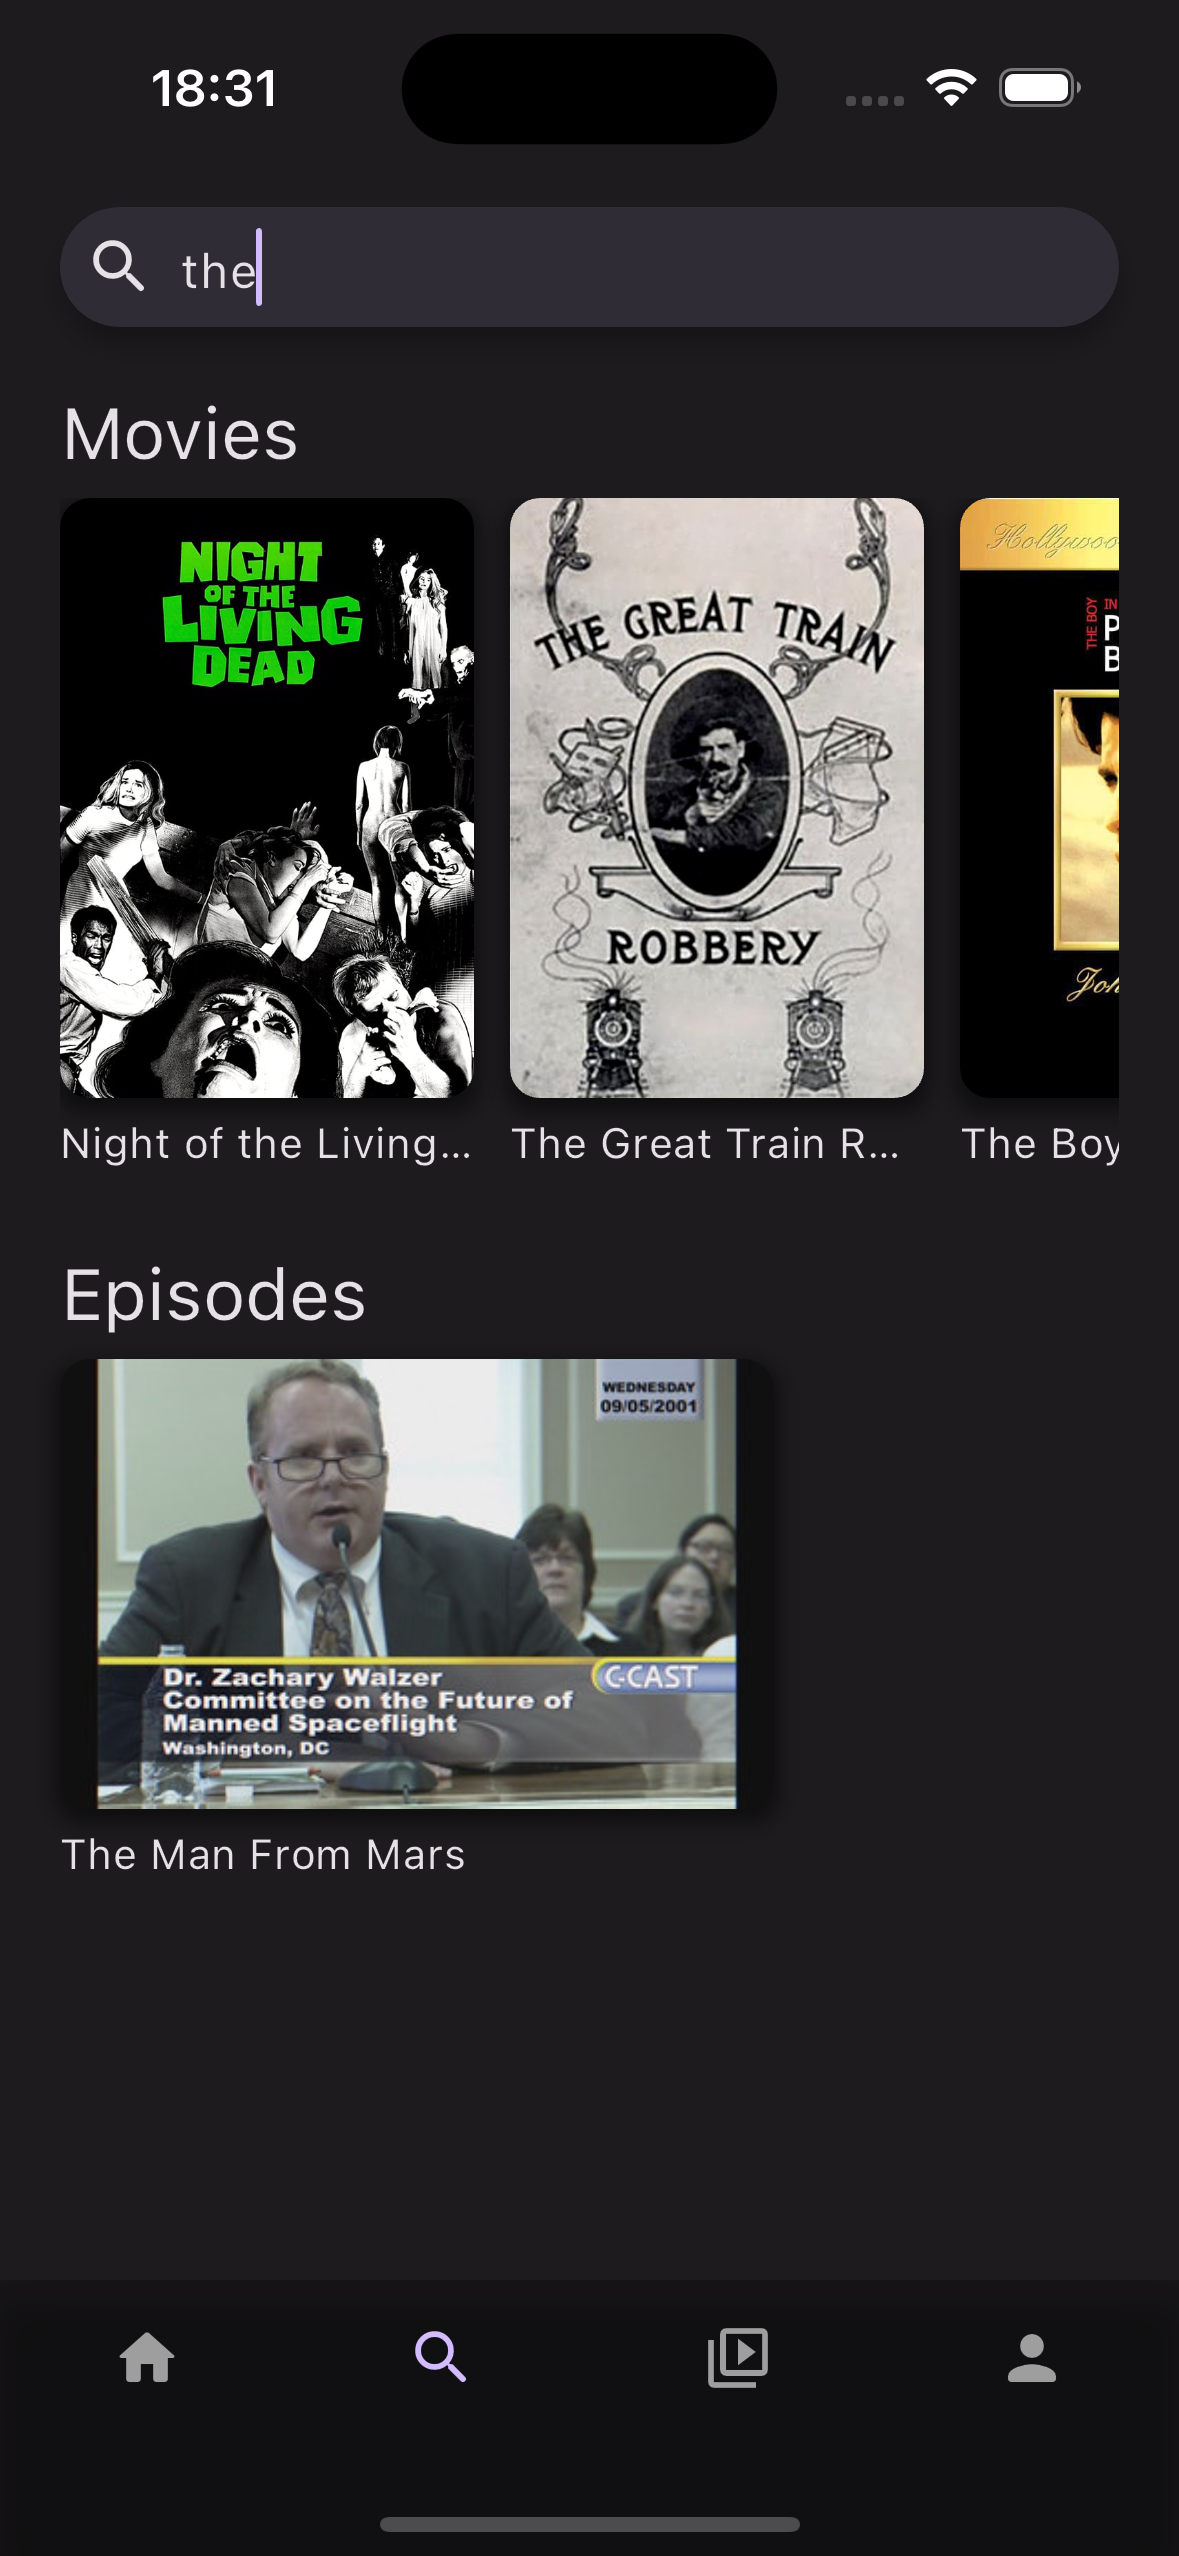 18:31
the
Movies
NIGHT
OF THE
LIVING
DEAD
THE GREAT TRAIN
ROBBERY
Night of the Living...
The Great Train R...
THE BOY
IN
The Boy
Episodes
WEDNESDAY
09/05/2001
Dr. Zachary Walzer
Committee on the Future of
Manned Spaceflight
Washington, DC
C-CAST
The Man From Mars